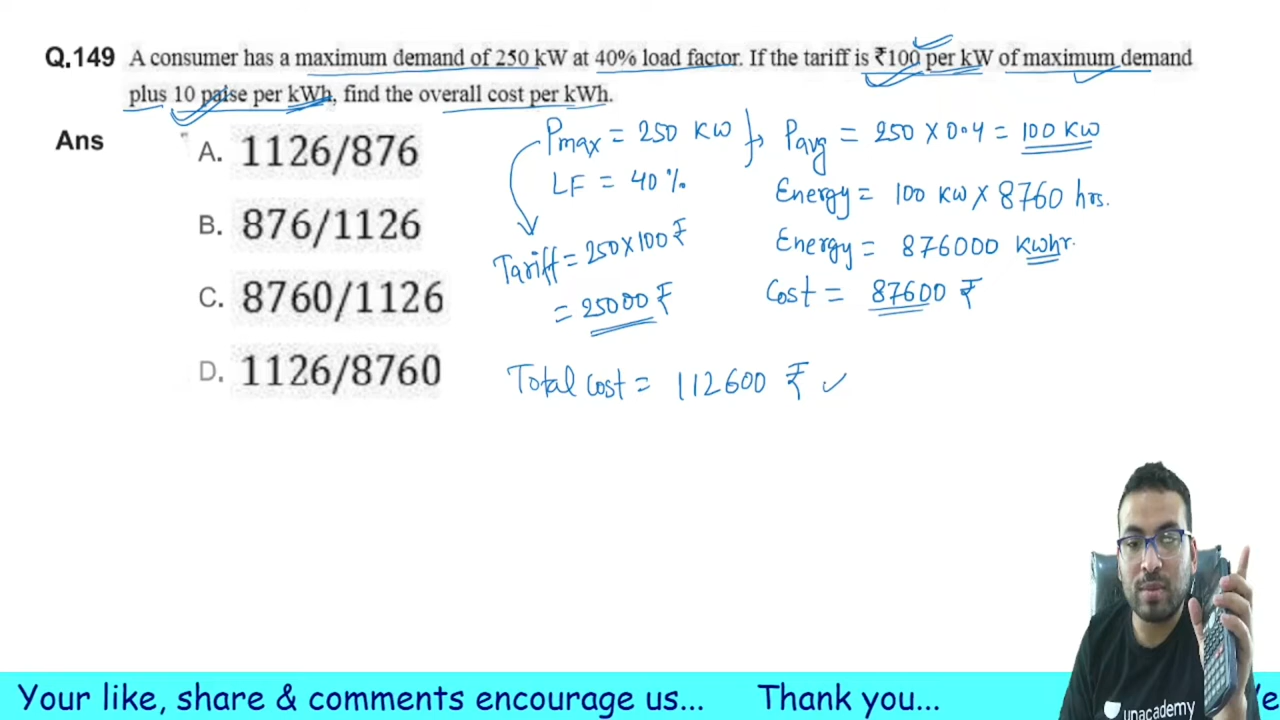 Q.149 A consumer has a maximum demand of 250 kW at 40% load factor. If the tariff is ₹100 per kW of maximum demand
plus 10 paise per kWh, find the overall cost per kWh.
Ans
A. 1126/876
B. 876/1126
C. 8760/1126
D. 1126/8760
Pmax = 250 KW
LF = 40 %
Pavg = 250 × 0.4 = 100 KW
Energy = 100 KW × 8760 hrs.
Energy = 876000 Kwhr.
Cost = 87600 ₹
Tariff = 250×100 ₹
= 25000 ₹
Total cost = 112600 ₹ ✓
unacademy
Your like, share & comments encourage us... Thank you...